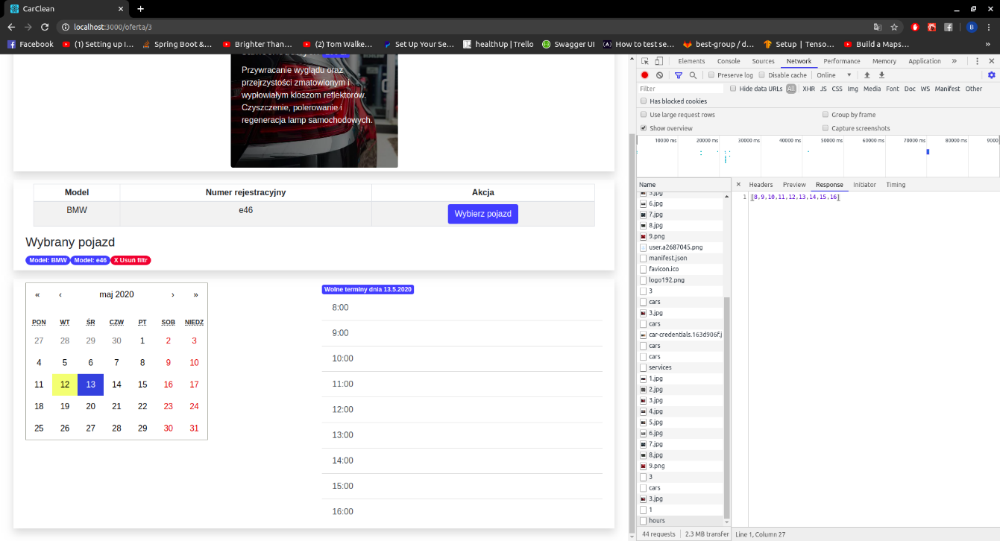 CarClean
localhost:3000/oferta/3
Facebook
(1) Setting up I…
Spring Boot &…
Brighter Than…
(2) Tom Walke…
Set Up Your Se…
healthUp | Trello
Swagger UI
How to test se…
best-group / d…
Setup | Tenso…
Build a Maps…
»
Przywracanie wyglądu oraz
przejrzystości zmatowionym i
wypłowiałym kloszom reflektorów.
Czyszczenie, polerowanie i
regeneracja lamp samochodowych.
Model Numer rejestracyjny Akcja
BMW e46 Wybierz pojazd
Wybrany pojazd
Model: BMW Model: e46 X Usuń filtr
« ‹ maj 2020 › »
PON WT ŚR CZW PT SOB NIEDZ
27 28 29 30 1 2 3
4 5 6 7 8 9 10
11 12 13 14 15 16 17
18 19 20 21 22 23 24
25 26 27 28 29 30 31
Wolne terminy dnia 13.5.2020
8:00
9:00
10:00
11:00
12:00
13:00
14:00
15:00
16:00
Elements Console Sources Network Performance Memory Application »
Preserve log Disable cache Online
Filter Hide data URLs All XHR JS CSS Img Media Font Doc WS Manifest Other
Has blocked cookies
Use large request rows Group by frame
Show overview Capture screenshots
10000 ms 20000 ms 30000 ms 40000 ms 50000 ms 60000 ms 70000 ms 80000 ms 9000
Name
5.jpg
6.jpg
7.jpg
8.jpg
9.png
user.a2687045.png
manifest.json
favicon.ico
logo192.png
3
cars
3.jpg
cars
car-credentials.163d906f.j
cars
cars
services
1.jpg
2.jpg
3.jpg
4.jpg
5.jpg
6.jpg
7.jpg
8.jpg
9.png
3
cars
3.jpg
1
hours
44 requests 2.3 MB transfer
Headers Preview Response Initiator Timing
1 [8,9,10,11,12,13,14,15,16]
Line 1, Column 27